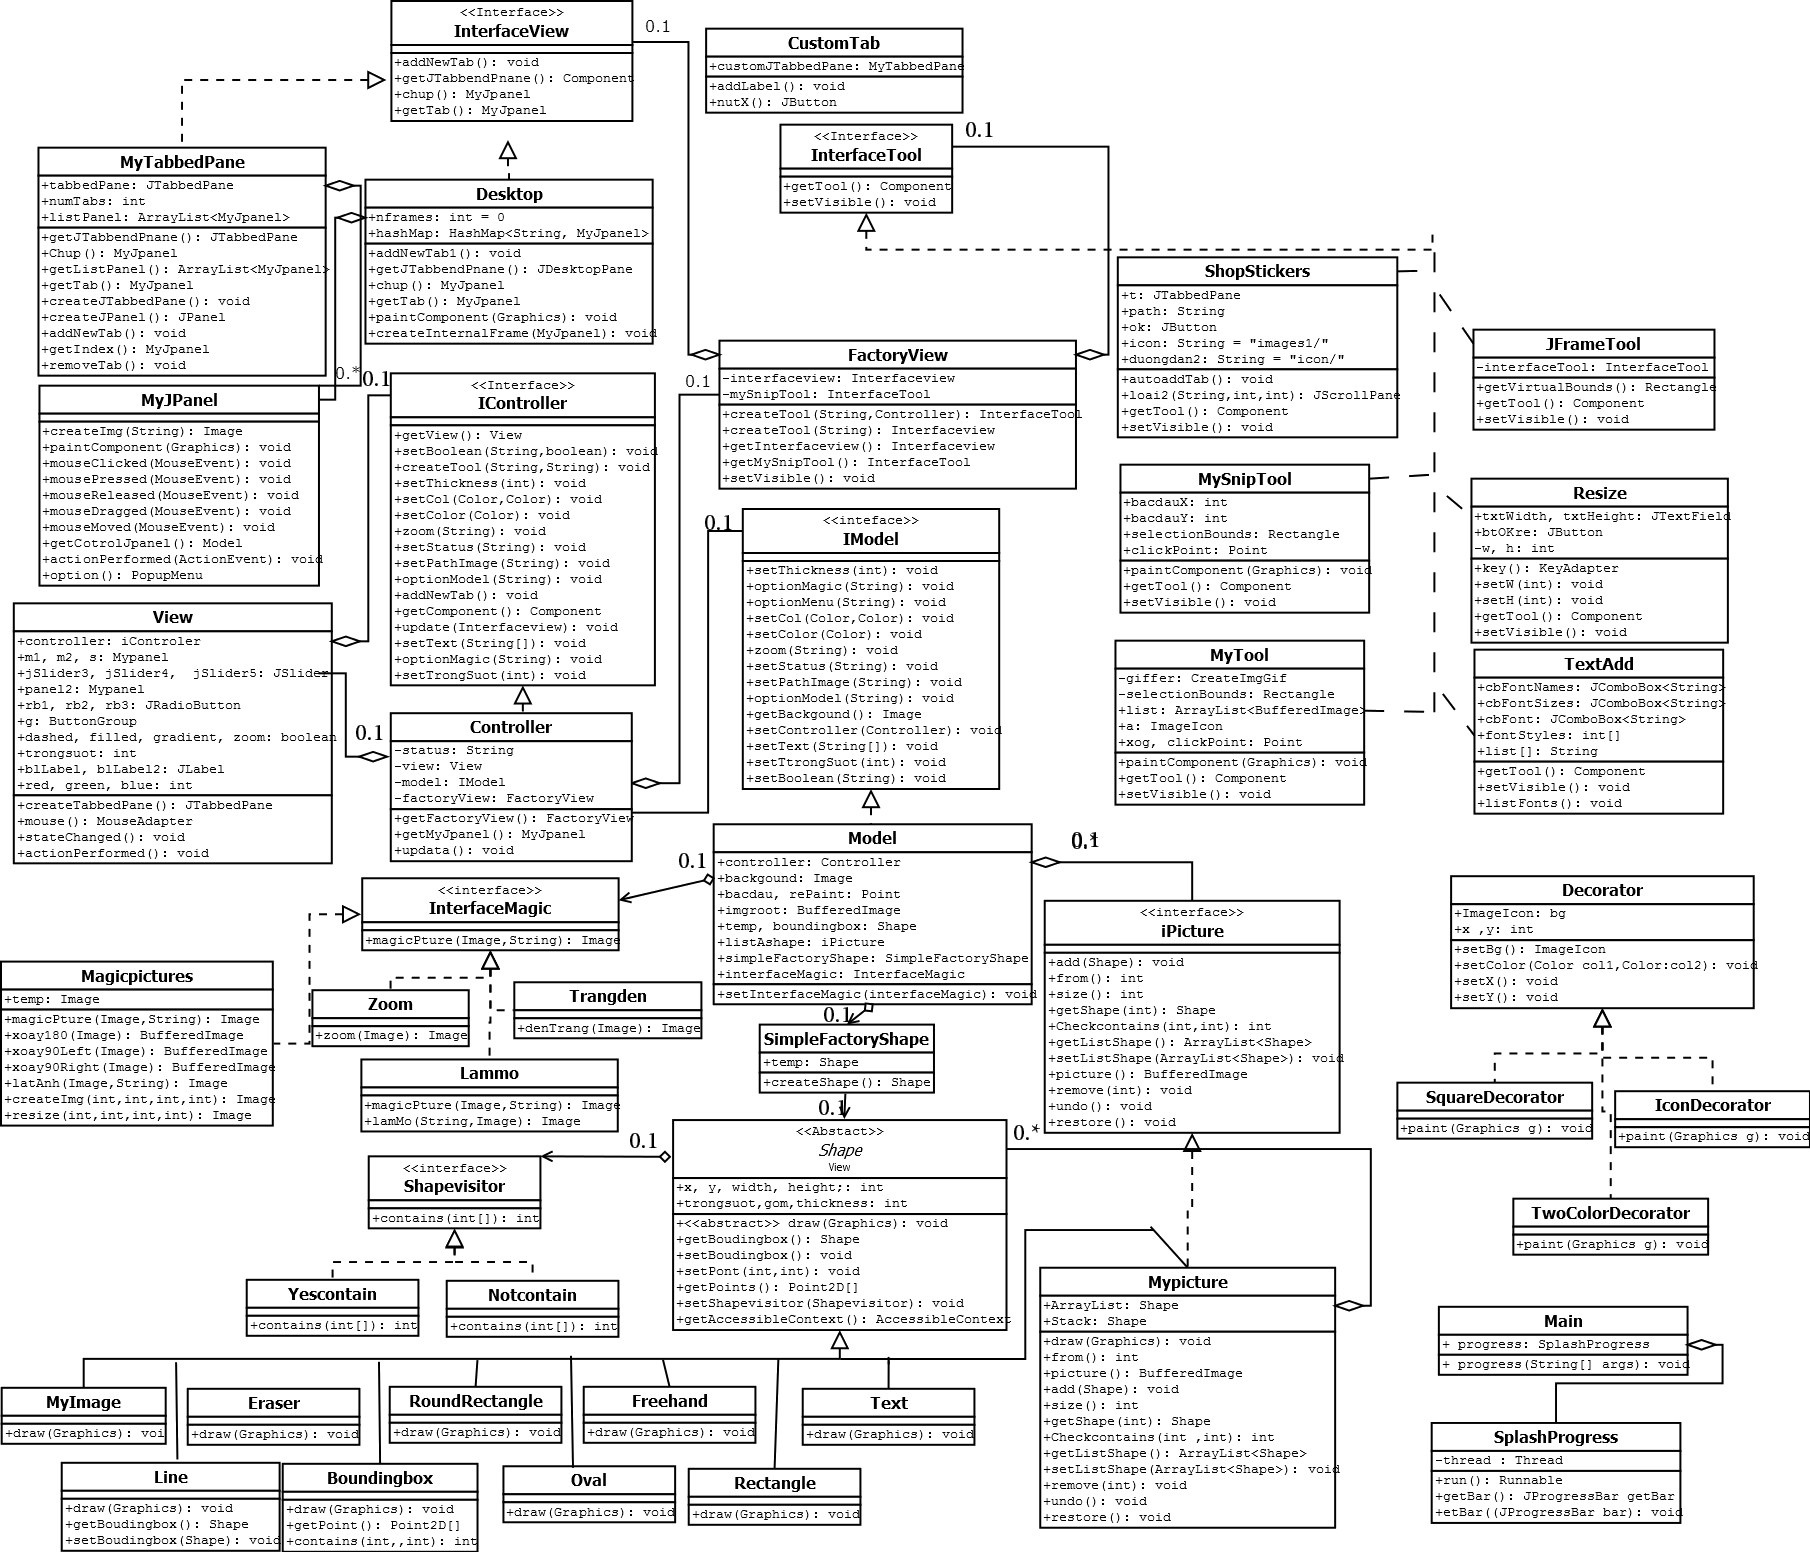 <<Interface>>
InterfaceView
+addNewTab(): void
+getJTabbendPnane(): Component
+chup(): MyJpanel
+getTab(): MyJpanel
0.1
CustomTab
+customJTabbedPane: MyTabbedPane
+addLabel(): void
+nutX(): JButton
<<Interface>>
InterfaceTool
+getTool(): Component
+setVisible(): void
0.1
MyTabbedPane
+tabbedPane: JTabbedPane
+numTabs: int
+listPanel: ArrayList<MyJpanel>
+getJTabbendPnane(): JTabbedPane
+Chup(): MyJpanel
+getListPanel(): ArrayList<MyJpanel>
+getTab(): MyJpanel
+createJTabbedPane(): void
+createJPanel(): JPanel
+addNewTab(): void
+getIndex(): MyJpanel
+removeTab(): void
Desktop
+nframes: int = 0
+hashMap: HashMap<String, MyJpanel>
+addNewTab1(): void
+getJTabbendPnane(): JDesktopPane
+chup(): MyJpanel
+getTab(): MyJpanel
+paintComponent(Graphics): void
+createInternalFrame(MyJpanel): void
ShopStickers
+t: JTabbedPane
+path: String
+ok: JButton
+icon: String = "images1/"
+duongdan2: String = "icon/"
+autoaddTab(): void
+loai2(String,int,int): JScrollPane
+getTool(): Component
+setVisible(): void
JFrameTool
-interfaceTool: InterfaceTool
+getVirtualBounds(): Rectangle
+getTool(): Component
+setVisible(): void
FactoryView
-interfaceview: Interfaceview
-mySnipTool: InterfaceTool
+createTool(String,Controller): InterfaceTool
+createTool(String): Interfaceview
+getInterfaceview(): Interfaceview
+getMySnipTool(): InterfaceTool
+setVisible(): void
0.*
0.1
0.1
MyJPanel
+createImg(String): Image
+paintComponent(Graphics): void
+mouseClicked(MouseEvent): void
+mousePressed(MouseEvent): void
+mouseReleased(MouseEvent): void
+mouseDragged(MouseEvent): void
+mouseMoved(MouseEvent): void
+getCotrolJpanel(): Model
+actionPerformed(ActionEvent): void
+option(): PopupMenu
<<Interface>>
IController
+getView(): View
+setBoolean(String,boolean): void
+createTool(String,String): void
+setThickness(int): void
+setCol(Color,Color): void
+setColor(Color): void
+zoom(String): void
+setStatus(String): void
+setPathImage(String): void
+optionModel(String): void
+addNewTab(): void
+getComponent(): Component
+update(Interfaceview): void
+setText(String[]): void
+optionMagic(String): void
+setTrongSuot(int): void
MySnipTool
+bacdauX: int
+bacdauY: int
+selectionBounds: Rectangle
+clickPoint: Point
+paintComponent(Graphics): void
+getTool(): Component
+setVisible(): void
Resize
+txtWidth, txtHeight: JTextField
+btOKre: JButton
-w, h: int
+key(): KeyAdapter
+setW(int): void
+setH(int): void
+getTool(): Component
+setVisible(): void
0.1
<<inteface>>
IModel
+setThickness(int): void
+optionMagic(String): void
+optionMenu(String): void
+setCol(Color,Color): void
+setColor(Color): void
+zoom(String): void
+setStatus(String): void
+setPathImage(String): void
+optionModel(String): void
+getBackgound(): Image
+setController(Controller): void
+setText(String[]): void
+setTtrongSuot(int): void
+setBoolean(String): void
View
+controller: iControler
+m1, m2, s: Mypanel
+jSlider3, jSlider4,  jSlider5: JSlider
+panel2: Mypanel
+rb1, rb2, rb3: JRadioButton
+g: ButtonGroup
+dashed, filled, gradient, zoom: boolean
+trongsuot: int
+blLabel, blLabel2: JLabel
+red, green, blue: int
+createTabbedPane(): JTabbedPane
+mouse(): MouseAdapter
+stateChanged(): void
+actionPerformed(): void
0.1
Controller
-status: String
-view: View
-model: IModel
-factoryView: FactoryView
+getFactoryView(): FactoryView
+getMyJpanel(): MyJpanel
+updata(): void
MyTool
-giffer: CreateImgGif
-selectionBounds: Rectangle
+list: ArrayList<BufferedImage>
+a: ImageIcon
+xog, clickPoint: Point
+paintComponent(Graphics): void
+getTool(): Component
+setVisible(): void
TextAdd
+cbFontNames: JComboBox<String>
+cbFontSizes: JComboBox<String>
+cbFont: JComboBox<String>
+fontStyles: int[]
+list[]: String
+getTool(): Component
+setVisible(): void
+listFonts(): void
0.1
Model
+controller: Controller
+backgound: Image
+bacdau, rePaint: Point
+imgroot: BufferedImage
+temp, boundingbox: Shape
+listAshape: iPicture
+simpleFactoryShape: SimpleFactoryShape
+interfaceMagic: InterfaceMagic
+setInterfaceMagic(interfaceMagic): void
<<interface>>
InterfaceMagic
+magicPture(Image,String): Image
<<interface>>
iPicture
+add(Shape): void
+from(): int
+size(): int
+getShape(int): Shape
+Checkcontains(int,int): int
+getListShape(): ArrayList<Shape>
+setListShape(ArrayList<Shape>): void
+picture(): BufferedImage
+remove(int): void
+undo(): void
+restore(): void
Decorator
+ImageIcon: bg
+x ,y: int
+setBg(): ImageIcon
+setColor(Color col1,Color:col2): void
+setX(): void
+setY(): void
Magicpictures
+temp: Image
+magicPture(Image,String): Image
+xoay180(Image): BufferedImage
+xoay90Left(Image): BufferedImage
+xoay90Right(Image): BufferedImage
+latAnh(Image,String): Image
+createImg(int,int,int,int): Image
+resize(int,int,int,int): Image
Zoom
+zoom(Image): Image
Trangden
+denTrang(Image): Image
0.1
SimpleFactoryShape
+temp: Shape
+createShape(): Shape
Lammo
+magicPture(Image,String): Image
+lamMo(String,Image): Image
SquareDecorator
+paint(Graphics g): void
IconDecorator
+paint(Graphics g): void
TwoColorDecorator
+paint(Graphics g): void
0.1
0.1
0.*
<<Abstact>>
Shape
View
+x, y, width, height;: int
+trongsuot,gom,thickness: int
+<<abstract>> draw(Graphics): void
+getBoudingbox(): Shape
+setBoudingbox(): void
+setPont(int,int): void
+getPoints(): Point2D[]
+setShapevisitor(Shapevisitor): void
+getAccessibleContext(): AccessibleContext
<<interface>>
Shapevisitor
+contains(int[]): int
Yescontain
+contains(int[]): int
Notcontain
+contains(int[]): int
Mypicture
+ArrayList: Shape
+Stack: Shape
+draw(Graphics): void
+from(): int
+picture(): BufferedImage
+add(Shape): void
+size(): int
+getShape(int): Shape
+Checkcontains(int ,int): int
+getListShape(): ArrayList<Shape>
+setListShape(ArrayList<Shape>): void
+remove(int): void
+undo(): void
+restore(): void
Main
+ progress: SplashProgress
+ progress(String[] args): void
SplashProgress
-thread : Thread
+run(): Runnable
+getBar(): JProgressBar getBar
+etBar((JProgressBar bar): void
MyImage
+draw(Graphics): voi
Eraser
+draw(Graphics): void
RoundRectangle
+draw(Graphics): void
Freehand
+draw(Graphics): void
Text
+draw(Graphics): void
Line
+draw(Graphics): void
+getBoudingbox(): Shape
+setBoudingbox(Shape): void
Boundingbox
+draw(Graphics): void
+getPoint(): Point2D[]
+contains(int,,int): int
Oval
+draw(Graphics): void
Rectangle
+draw(Graphics): void